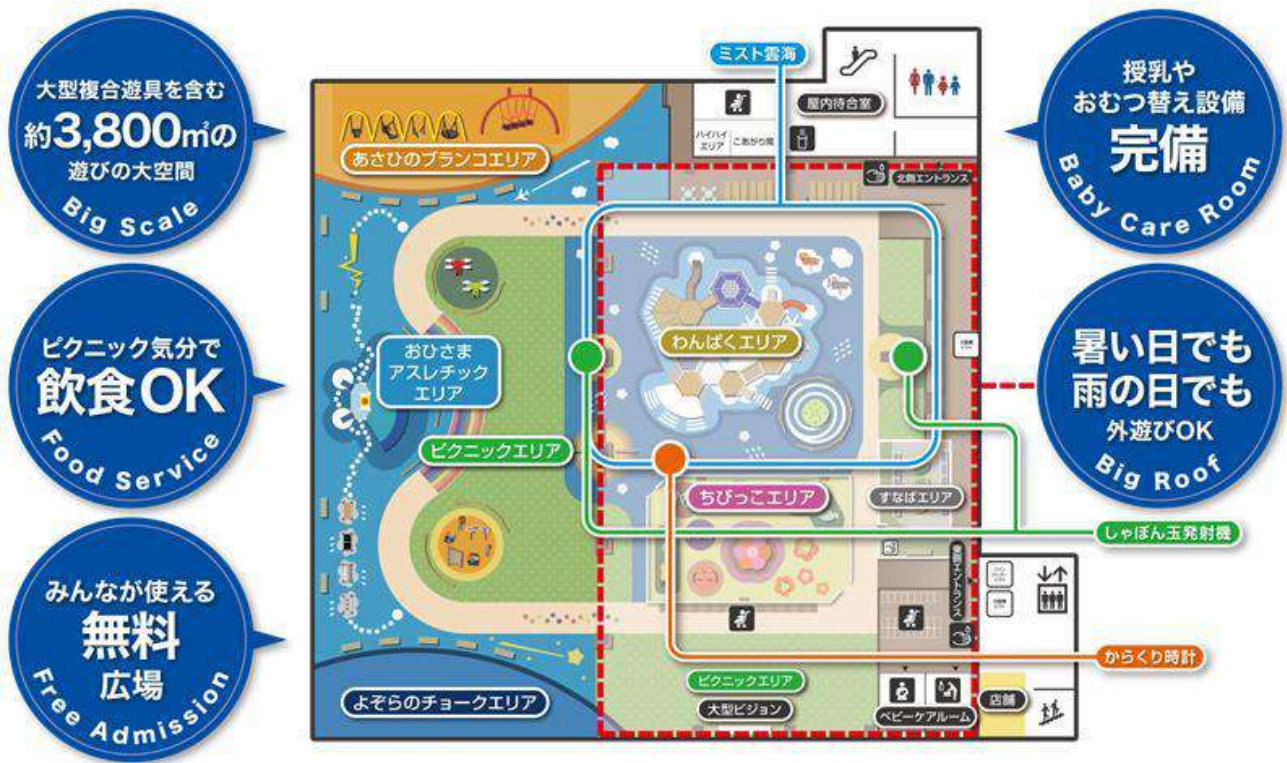 大型複合遊具を含む
約3,800㎡の
遊びの大空間
Big Scale
ピクニック気分で
飲食OK
Food Service
みんなが使える
無料
広場
Free Admission
ミスト雲海
屋内待合室
ハイハイ
エリア
こあがり席
北側エントランス
あさひのブランコエリア
わんぱくエリア
おひさま
アスレチック
エリア
ピクニックエリア
ちびっこエリア
すなばエリア
しゃぼん玉発射機
東側エントランス
からくり時計
ピクニックエリア
大型ビジョン
よぞらのチョークエリア
ベビーケアルーム
店舗
授乳や
おむつ替え設備
完備
Baby Care Room
暑い日でも
雨の日でも
外遊びOK
Big Roof